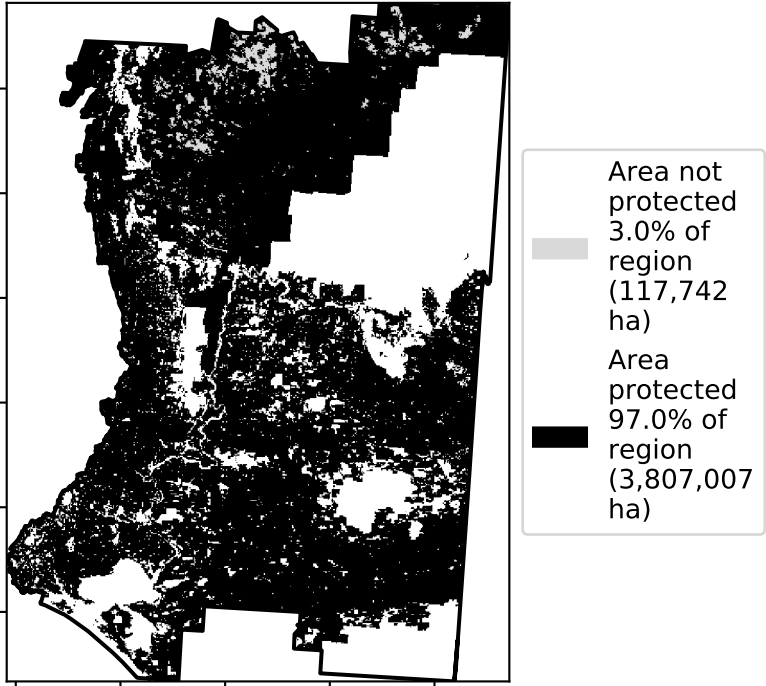 Area not
protected
3.0% of
region
(117,742
ha)
Area
protected
97.0% of
region
(3,807,007
ha)